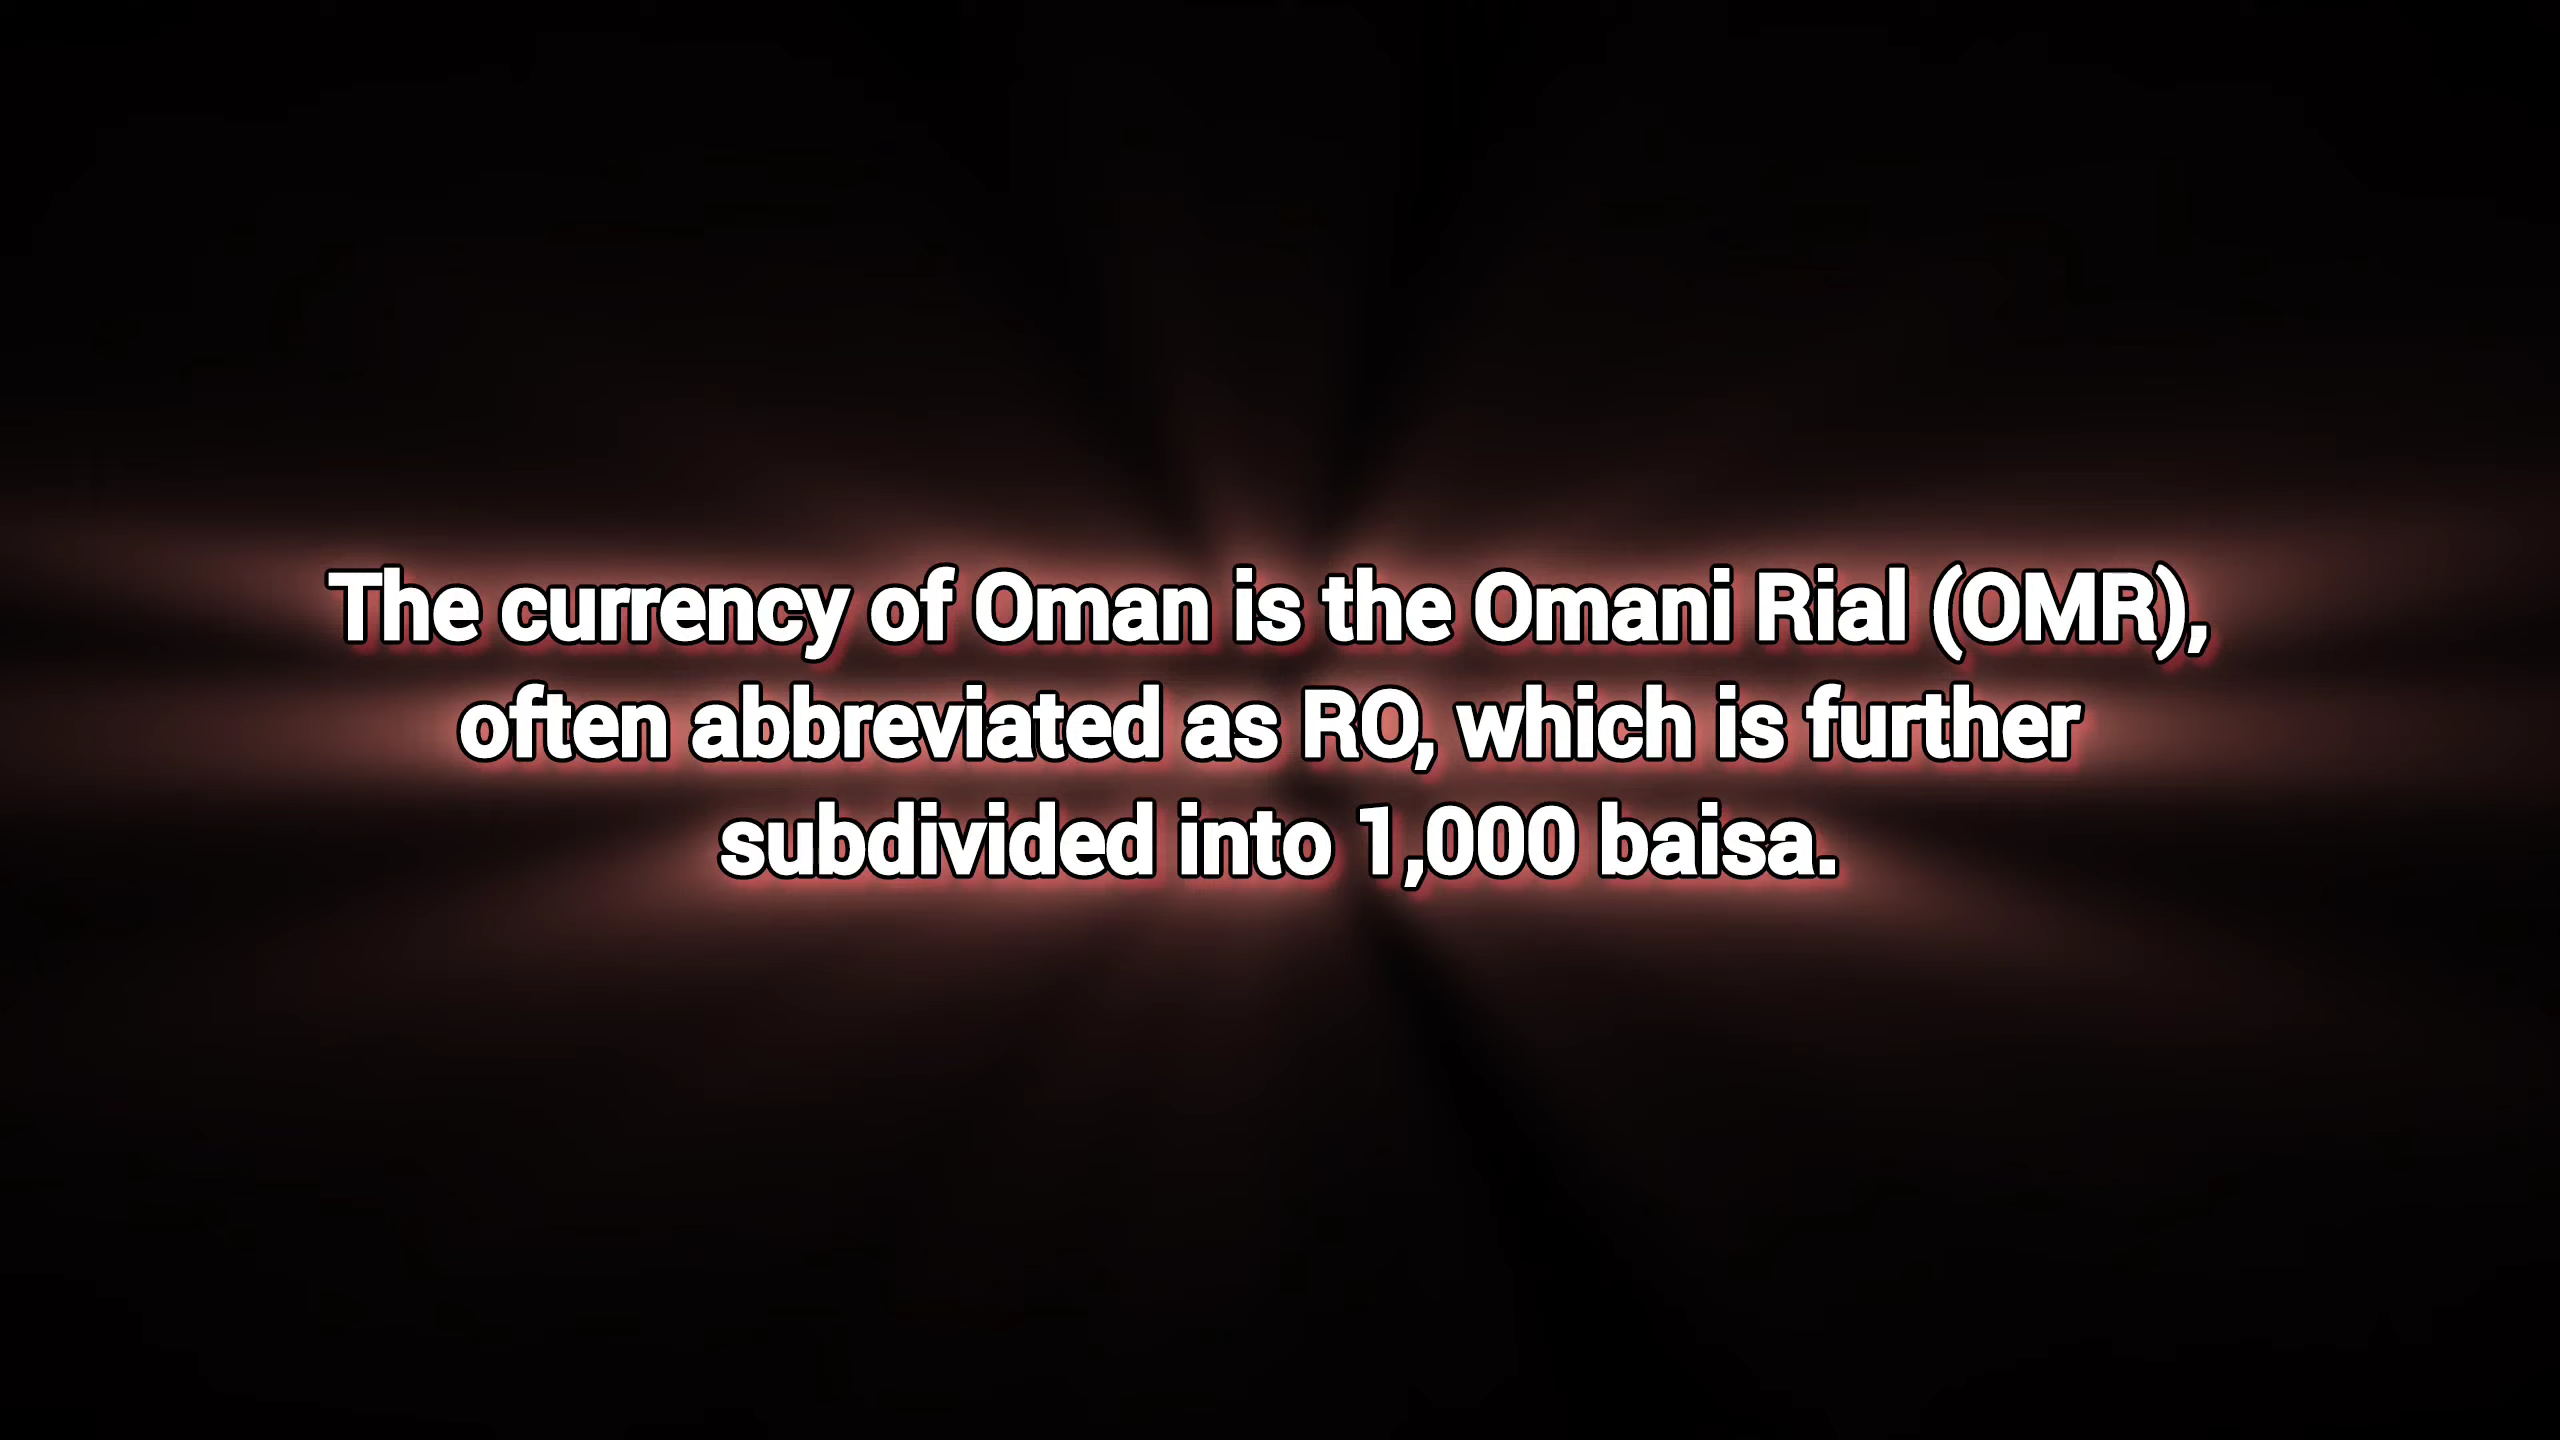 The currency of Oman is the Omani Rial (OMR),
often abbreviated as RO, which is further
subdivided into 1,000 baisa.